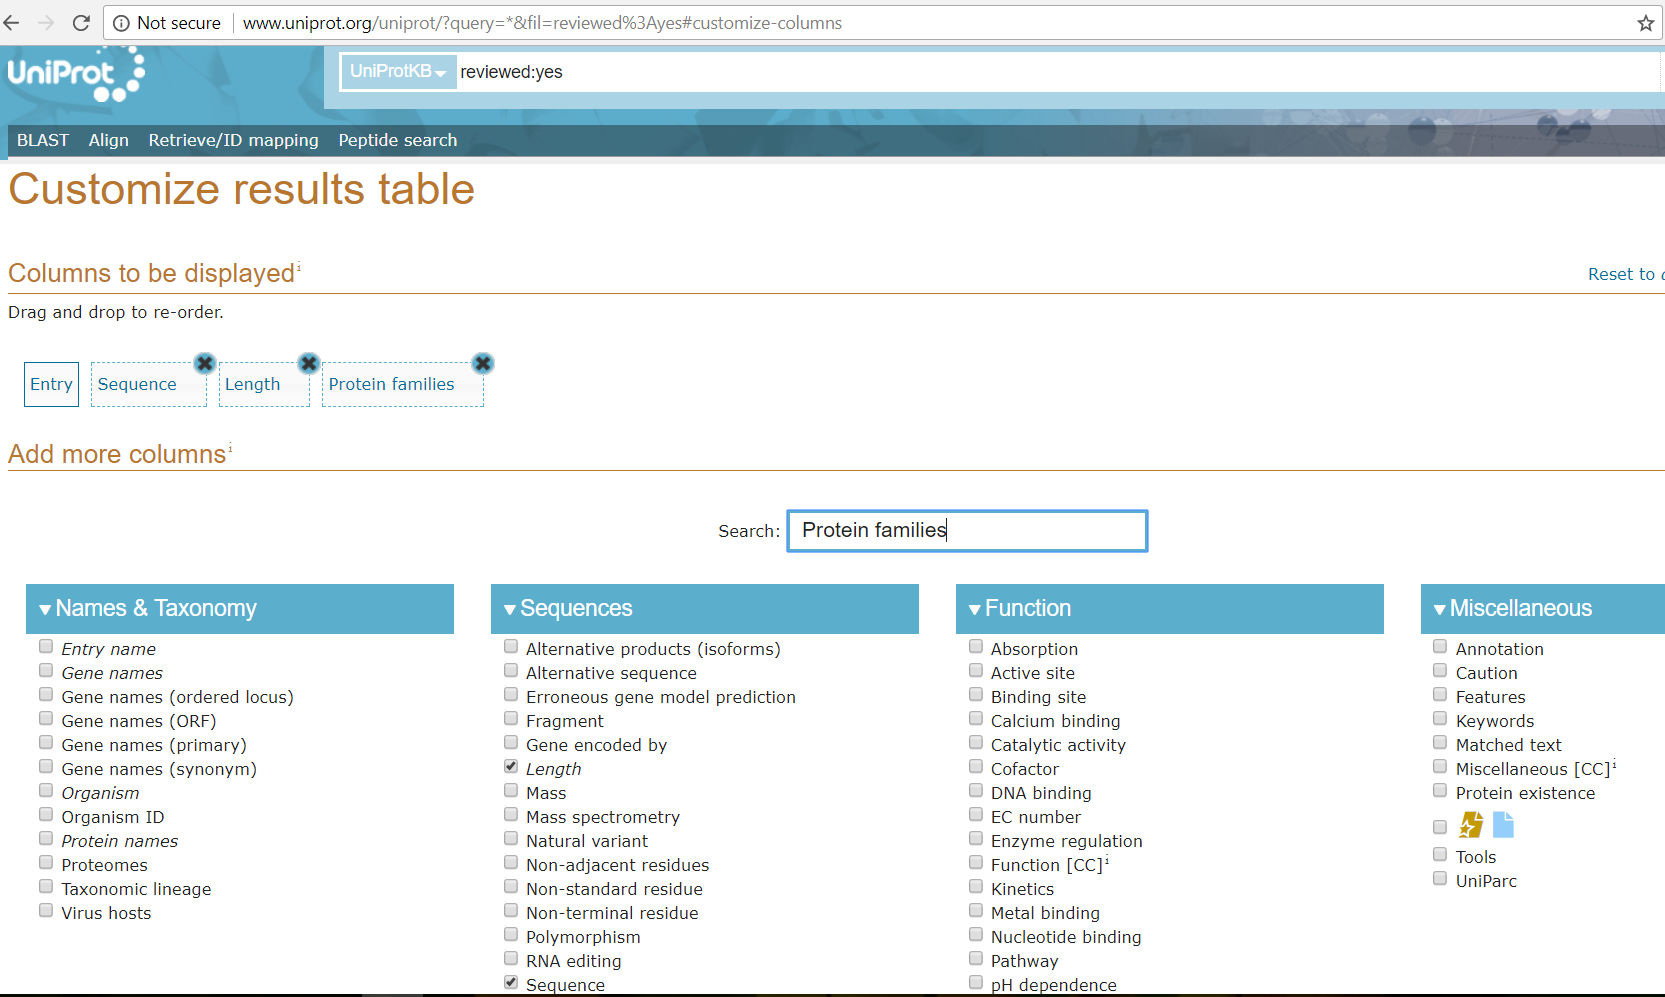 Not secure www.uniprot.org/uniprot/?query=*&fil=reviewed%3Ayes#customize-columns
UniProt
UniProtKB reviewed:yes
BLAST Align Retrieve/ID mapping Peptide search
Customize results table
Columns to be displayed i
Reset to
Drag and drop to re-order.
Entry Sequence Length Protein families
Add more columns i
Search: Protein families
Names & Taxonomy
Entry name
Gene names
Gene names (ordered locus)
Gene names (ORF)
Gene names (primary)
Gene names (synonym)
Organism
Organism ID
Protein names
Proteomes
Taxonomic lineage
Virus hosts
Sequences
Alternative products (isoforms)
Alternative sequence
Erroneous gene model prediction
Fragment
Gene encoded by
Length
Mass
Mass spectrometry
Natural variant
Non-adjacent residues
Non-standard residue
Non-terminal residue
Polymorphism
RNA editing
Sequence
Function
Absorption
Active site
Binding site
Calcium binding
Catalytic activity
Cofactor
DNA binding
EC number
Enzyme regulation
Function [CC] i
Kinetics
Metal binding
Nucleotide binding
Pathway
pH dependence
Miscellaneous
Annotation
Caution
Features
Keywords
Matched text
Miscellaneous [CC] i
Protein existence
Tools
UniParc